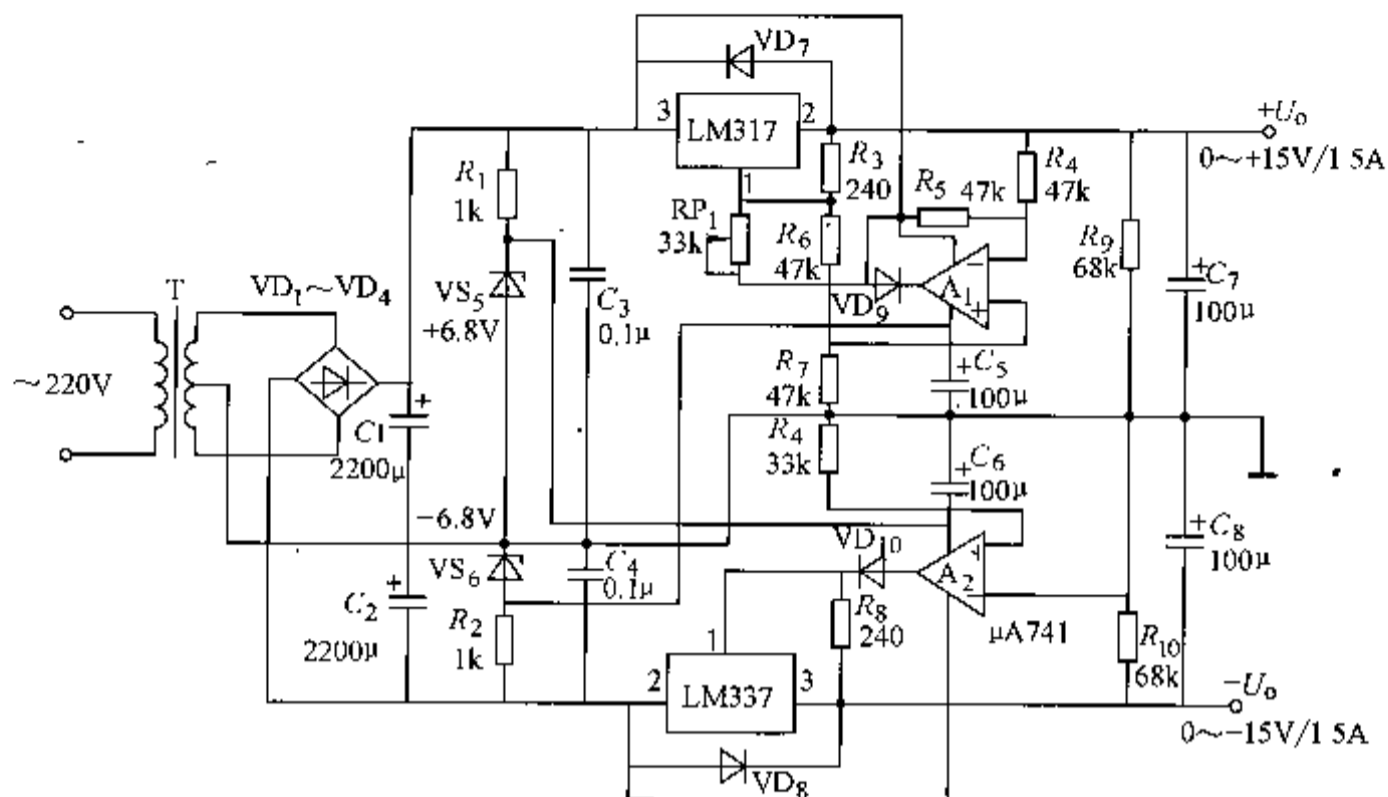 VD7
3
LM317
2
+Uo
0～+15V/1 5A
1
R3
240
R4
47k
R5
47k
R1
1k
RP1
33k
R6
47k
R9
68k
C7
+
100μ
T
VD1～VD4
VS5
+6.8V
C3
0.1μ
VD9
A1
−
+
～220V
+
C1
2200μ
R7
47k
+
C5
100μ
R4
33k
+
C6
100μ
−6.8V
VS6
C4
0.1μ
VD10
A2
+
−
+
C8
100μ
+
C2
2200μ
R2
1k
1
R8
240
μA741
R10
68k
2
LM337
3
−Uo
0～−15V/1 5A
VD8